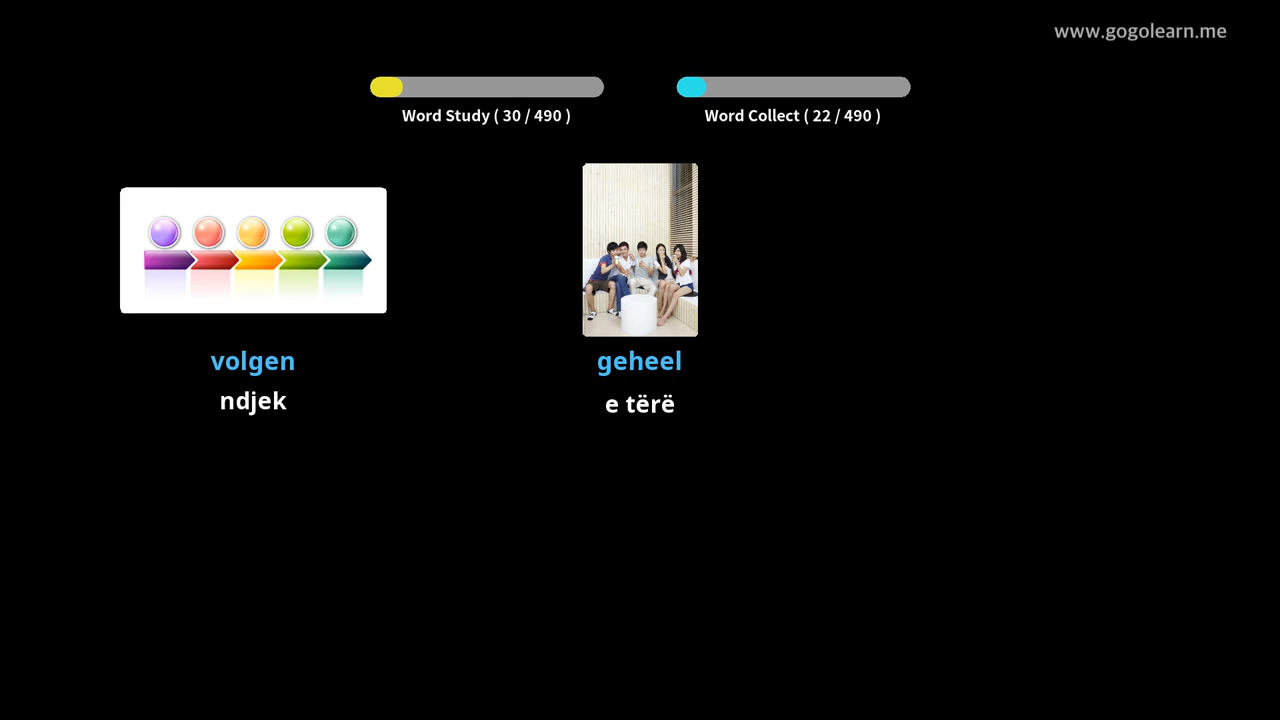 www.gogolearn.me
Word Study ( 30 / 490 )
Word Collect ( 22 / 490 )
volgen
ndjek
geheel
e tërë